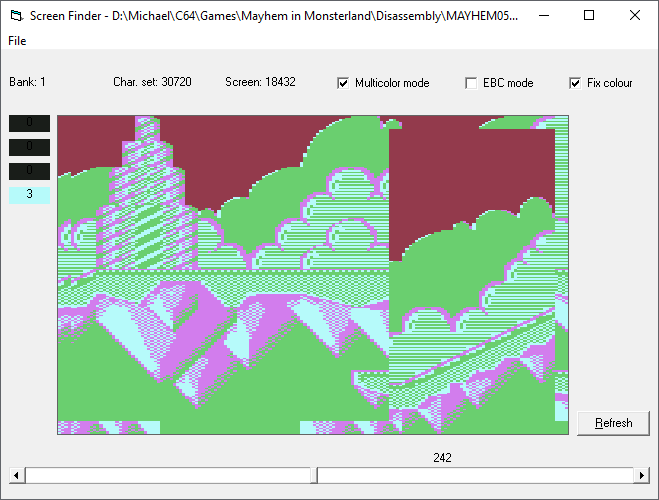 Screen Finder - D:\Michael\C64\Games\Mayhem in Monsterland\Disassembly\MAYHEM05...
File
Bank: 1 Char. set: 30720 Screen: 18432 Multicolor mode EBC mode Fix colour
0
0
0
3
Refresh
242